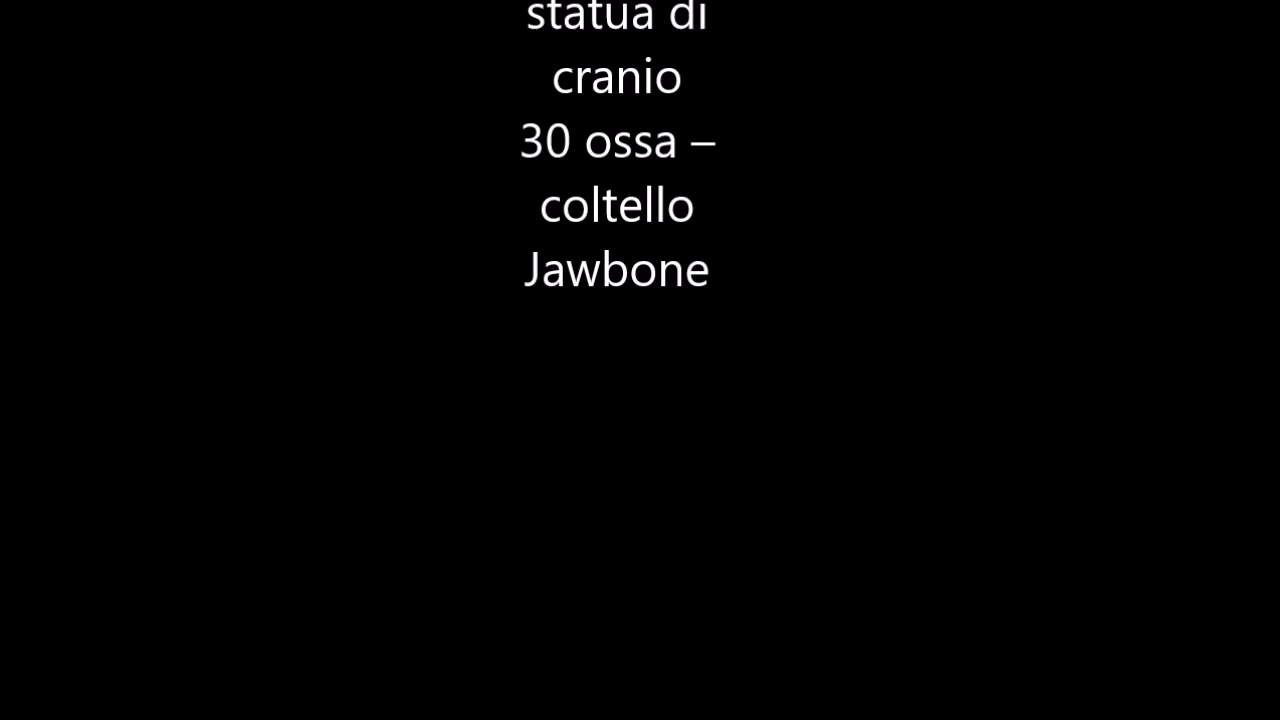 statua di
cranio
30 ossa –
coltello
Jawbone